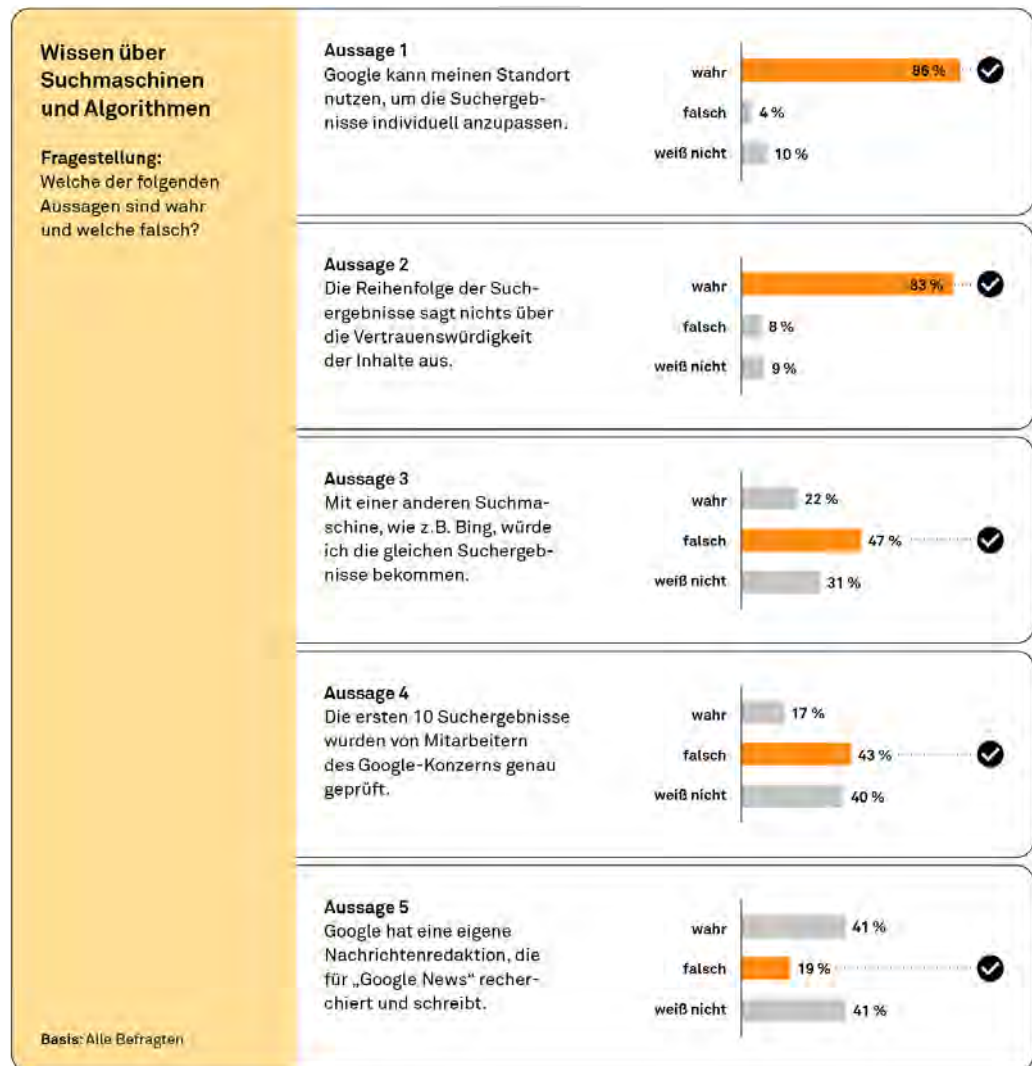 Wissen über
Suchmaschinen
und Algorithmen
Fragestellung:
Welche der folgenden
Aussagen sind wahr
und welche falsch?
Basis: Alle Befragten
Aussage 1
Google kann meinen Standort
nutzen, um die Suchergeb-
nisse individuell anzupassen.
wahr 86 %
falsch 4 %
weiß nicht 10 %
Aussage 2
Die Reihenfolge der Such-
ergebnisse sagt nichts über
die Vertrauenswürdigkeit
der Inhalte aus.
wahr 83 %
falsch 8 %
weiß nicht 9 %
Aussage 3
Mit einer anderen Suchma-
schine, wie z.B. Bing, würde
ich die gleichen Suchergeb-
nisse bekommen.
wahr 22 %
falsch 47 %
weiß nicht 31 %
Aussage 4
Die ersten 10 Suchergebnisse
wurden von Mitarbeitern
des Google-Konzerns genau
geprüft.
wahr 17 %
falsch 43 %
weiß nicht 40 %
Aussage 5
Google hat eine eigene
Nachrichtenredaktion, die
für „Google News“ recher-
chiert und schreibt.
wahr 41 %
falsch 19 %
weiß nicht 41 %